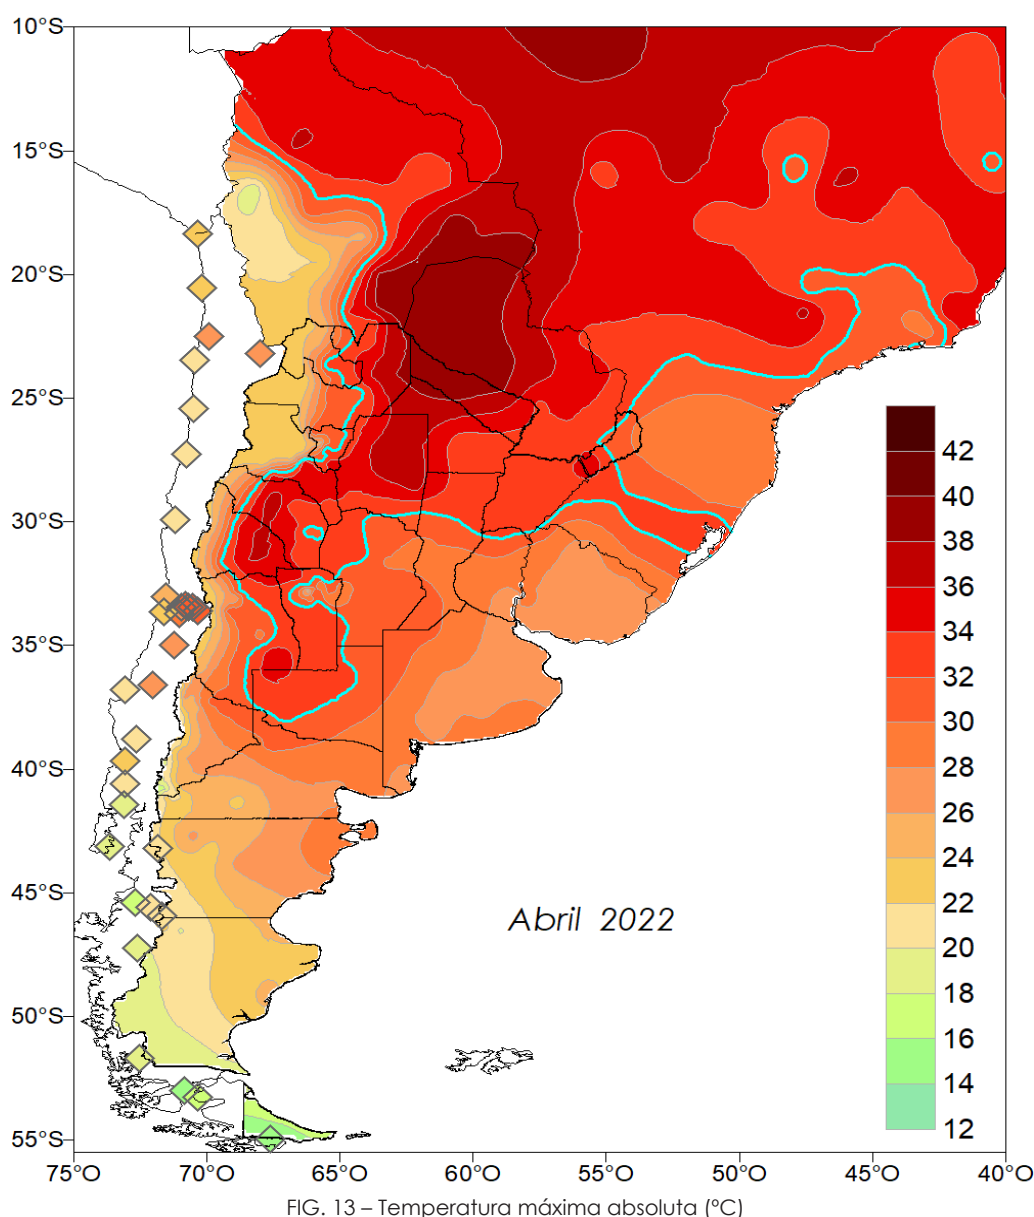 10°S
15°S
20°S
25°S
30°S
35°S
40°S
45°S
50°S
55°S
75°O 70°O 65°O 60°O 55°O 50°O 45°O 40°O
42
40
38
36
34
32
30
28
26
24
22
20
18
16
14
12
Abril 2022
FIG. 13 – Temperatura máxima absoluta (°C)